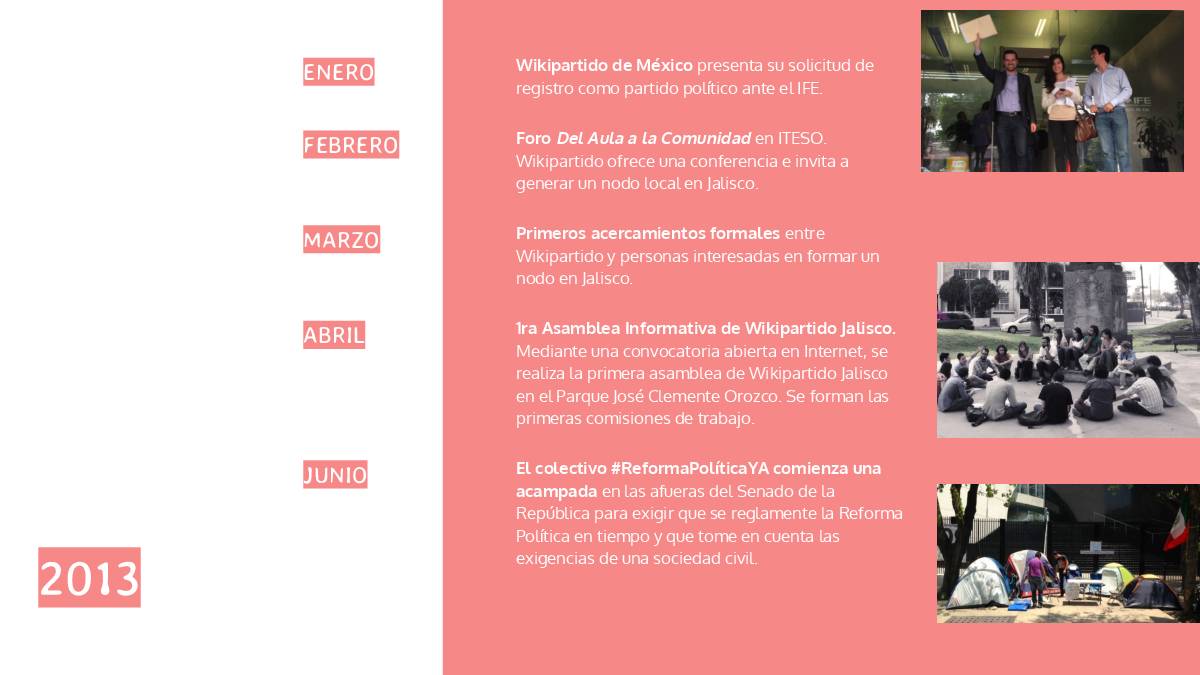 ENERO
Wikipartido de México presenta su solicitud de
registro como partido político ante el IFE.
FEBRERO
Foro Del Aula a la Comunidad en ITESO.
Wikipartido ofrece una conferencia e invita a
generar un nodo local en Jalisco.
MARZO
Primeros acercamientos formales entre
Wikipartido y personas interesadas en formar un
nodo en Jalisco.
ABRIL
1ra Asamblea Informativa de Wikipartido Jalisco.
Mediante una convocatoria abierta en Internet, se
realiza la primera asamblea de Wikipartido Jalisco
en el Parque José Clemente Orozco. Se forman las
primeras comisiones de trabajo.
JUNIO
El colectivo #ReformaPolíticaYA comienza una
acampada en las afueras del Senado de la
República para exigir que se reglamente la Reforma
Política en tiempo y que tome en cuenta las
exigencias de una sociedad civil.
2013
IFE